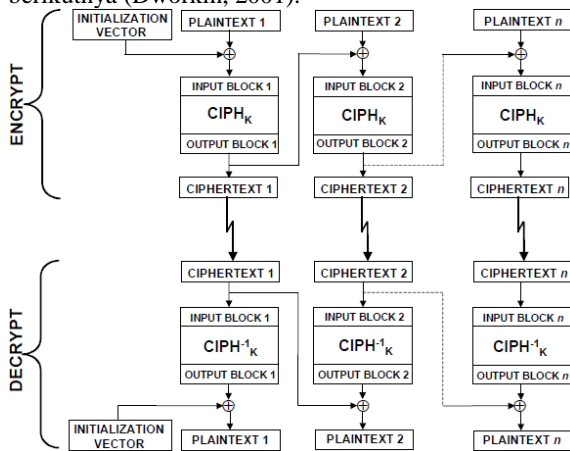 berikutnya (Dworkin, 2001).
INITIALIZATION VECTOR PLAINTEXT 1 PLAINTEXT 2 PLAINTEXT n
ENCRYPT
INPUT BLOCK 1 INPUT BLOCK 2 INPUT BLOCK n
CIPHK CIPHK CIPHK
OUTPUT BLOCK 1 OUTPUT BLOCK 2 OUTPUT BLOCK n
CIPHERTEXT 1 CIPHERTEXT 2 CIPHERTEXT n
DECRYPT
CIPHERTEXT 1 CIPHERTEXT 2 CIPHERTEXT n
INPUT BLOCK 1 INPUT BLOCK 2 INPUT BLOCK n
CIPH-1K CIPH-1K CIPH-1K
OUTPUT BLOCK 1 OUTPUT BLOCK 2 OUTPUT BLOCK n
INITIALIZATION VECTOR PLAINTEXT 1 PLAINTEXT 2 PLAINTEXT n